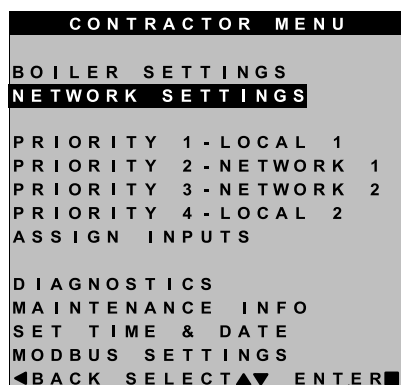 CONTRACTOR MENU
BOILER SETTINGS
NETWORK SETTINGS
PRIORITY 1-LOCAL 1
PRIORITY 2-NETWORK 1
PRIORITY 3-NETWORK 2
PRIORITY 4-LOCAL 2
ASSIGN INPUTS
DIAGNOSTICS
MAINTENANCE INFO
SET TIME & DATE
MODBUS SETTINGS
◀BACK SELECT▲▼ ENTER■